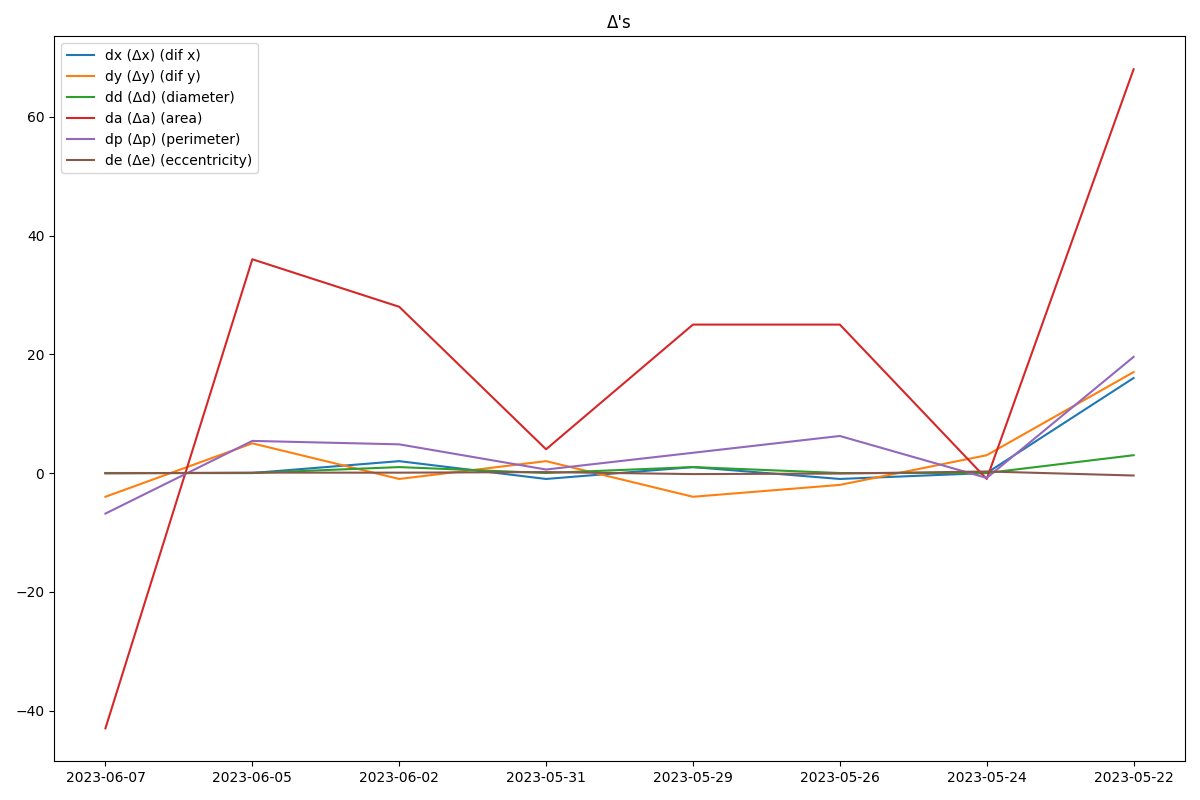 Δ's
dx (Δx) (dif x)
dy (Δy) (dif y)
dd (Δd) (diameter)
da (Δa) (area)
dp (Δp) (perimeter)
de (Δe) (eccentricity)
60
40
20
0
−20
−40
2023-06-07 2023-06-05 2023-06-02 2023-05-31 2023-05-29 2023-05-26 2023-05-24 2023-05-22